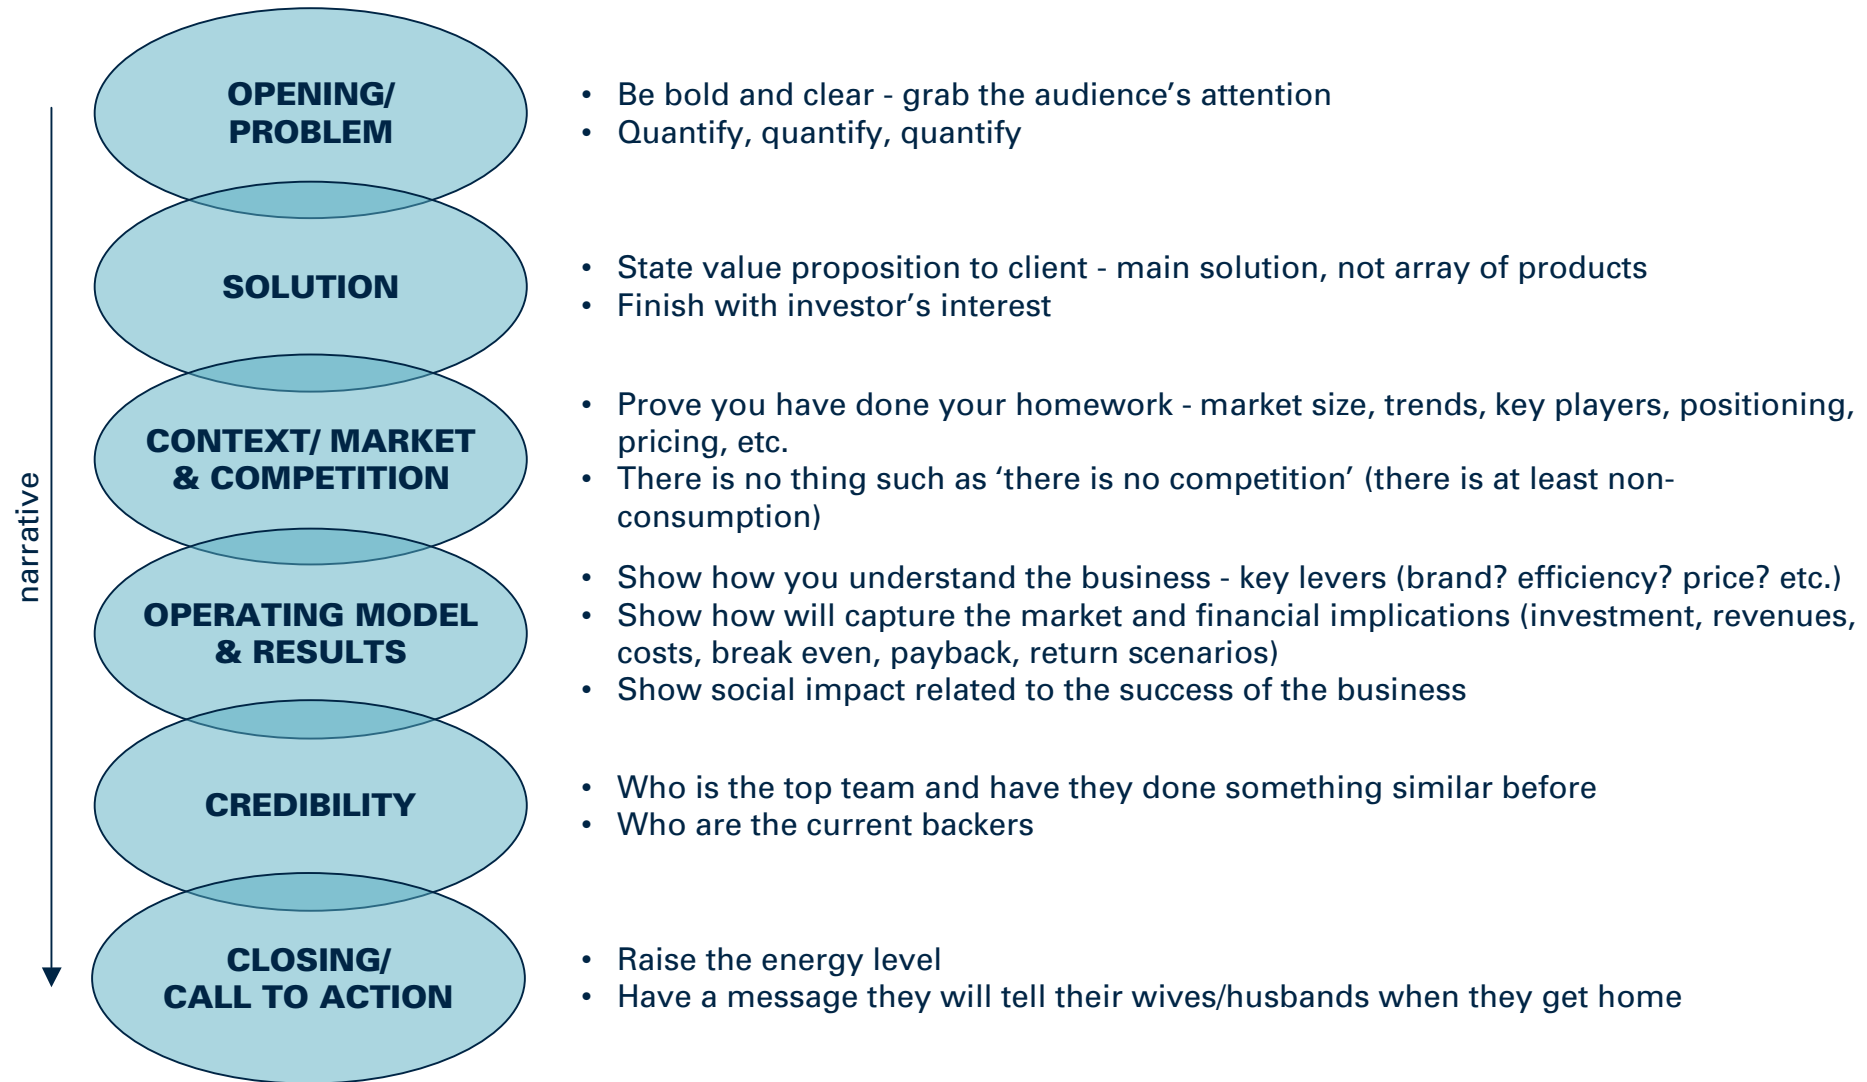 narrative
OPENING/
PROBLEM
• Be bold and clear - grab the audience’s attention
• Quantify, quantify, quantify
SOLUTION
• State value proposition to client - main solution, not array of products
• Finish with investor’s interest
CONTEXT/ MARKET
& COMPETITION
• Prove you have done your homework - market size, trends, key players, positioning,
pricing, etc.
• There is no thing such as ‘there is no competition’ (there is at least non-
consumption)
OPERATING MODEL
& RESULTS
• Show how you understand the business - key levers (brand? efficiency? price? etc.)
• Show how will capture the market and financial implications (investment, revenues,
costs, break even, payback, return scenarios)
• Show social impact related to the success of the business
CREDIBILITY
• Who is the top team and have they done something similar before
• Who are the current backers
CLOSING/
CALL TO ACTION
• Raise the energy level
• Have a message they will tell their wives/husbands when they get home